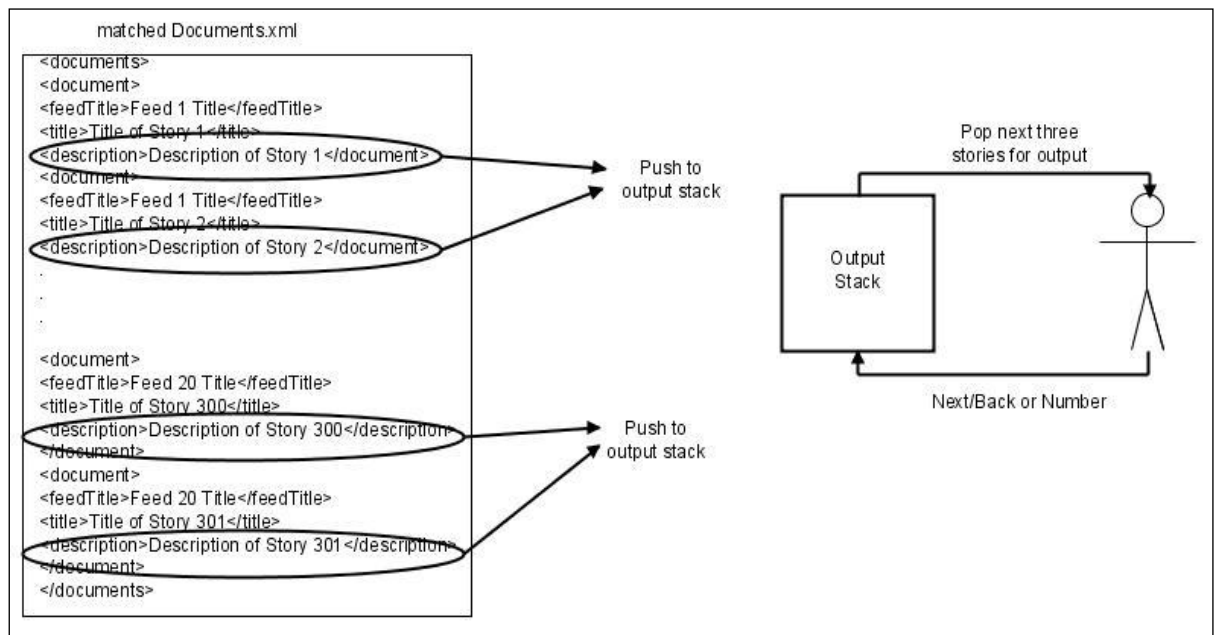 matched Documents.xml
<documents>
<document>
<feedTitle>Feed 1 Title</feedTitle>
<title>Title of Story 1</title>
<description>Description of Story 1</document>
<document>
<feedTitle>Feed 1 Title</feedTitle>
<title>Title of Story 2</title>
<description>Description of Story 2</document>
.
.
.
<document>
<feedTitle>Feed 20 Title</feedTitle>
<title>Title of Story 300</title>
<description>Description of Story 300</description>
</document>
<document>
<feedTitle>Feed 20 Title</feedTitle>
<title>Title of Story 301</title>
<description>Description of Story 301</description>
</document>
</documents>
Push to
output stack
Push to
output stack
Pop next three
stories for output
Output
Stack
Next/Back or Number